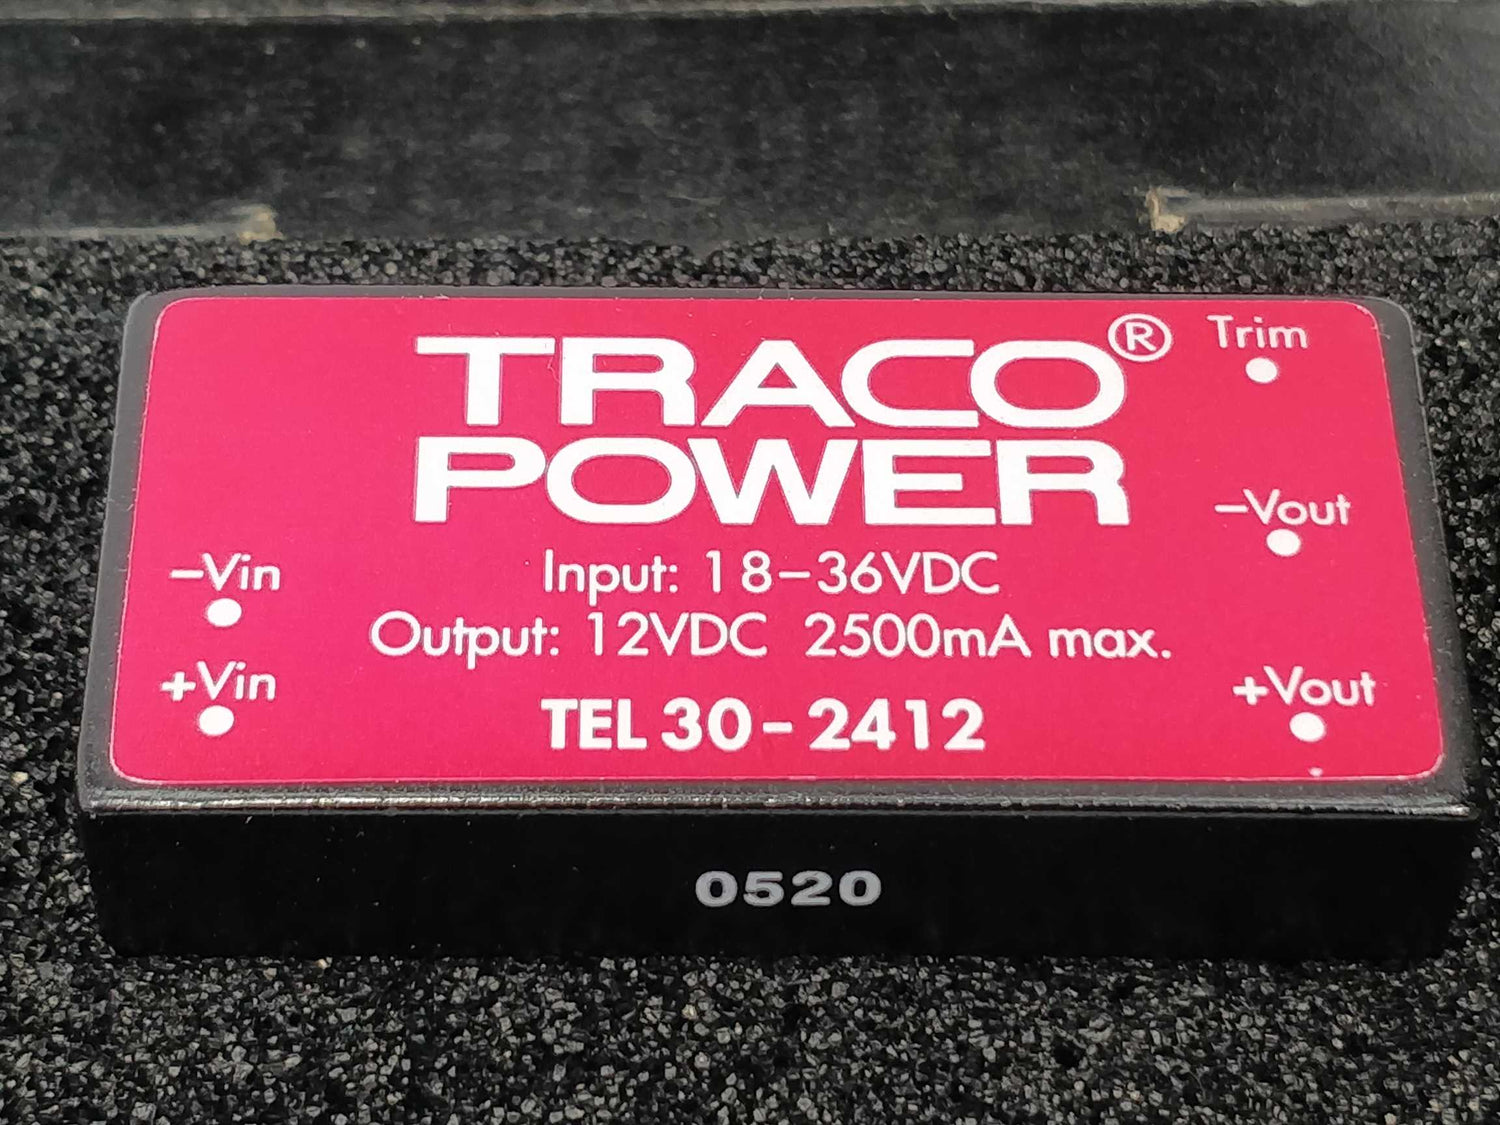 TRACO®
POWER
Trim
-Vout
-Vin
Input: 18-36VDC
Output: 12VDC 2500mA max.
+Vin
+Vout
TEL 30-2412
0520